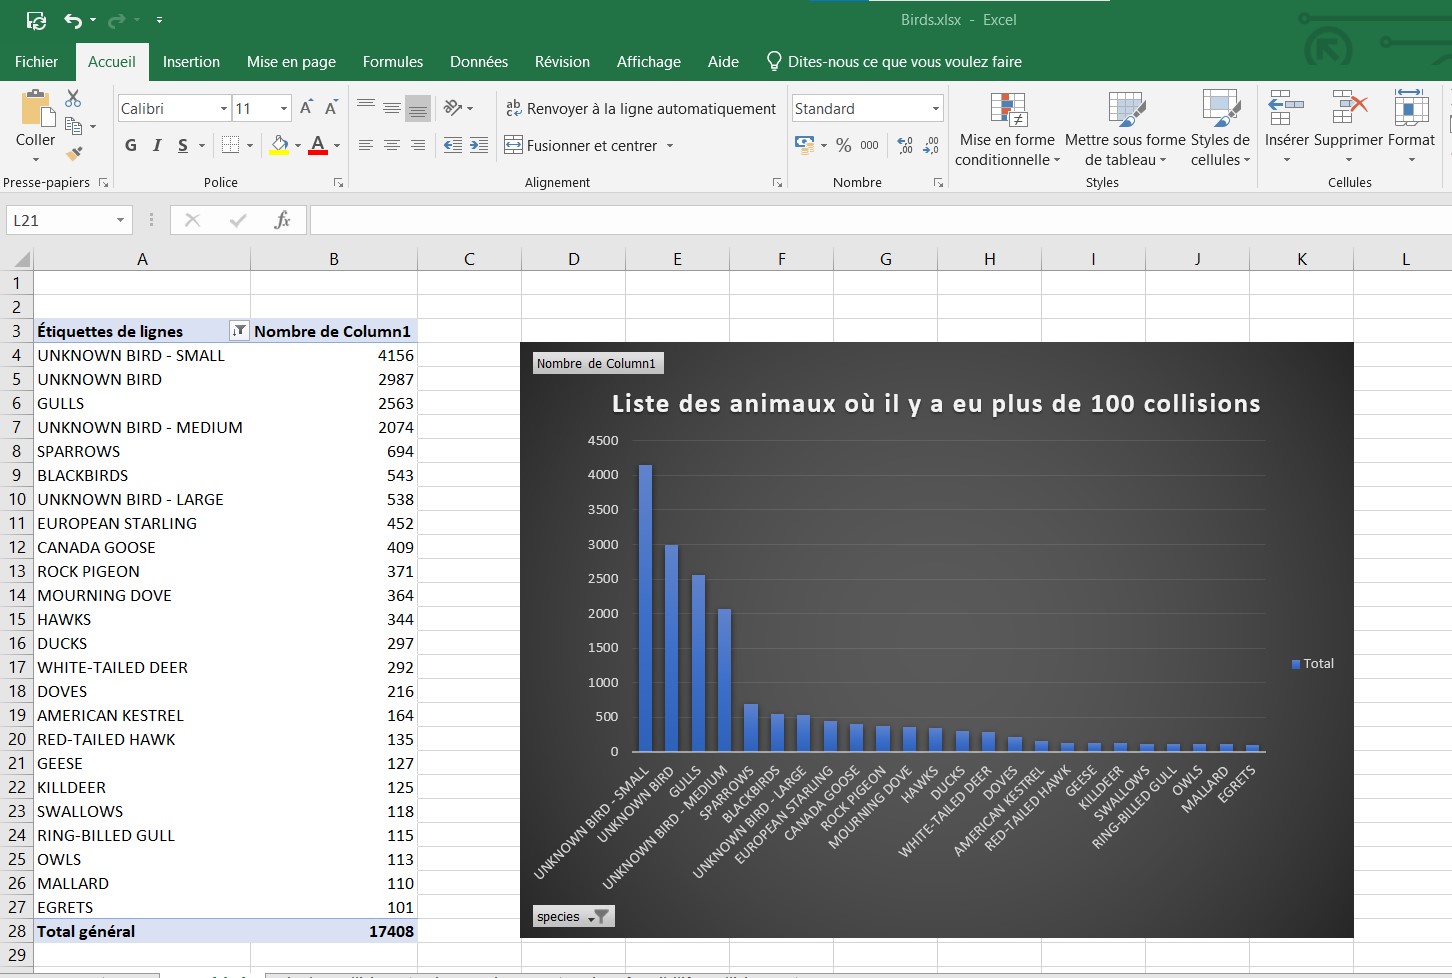 Birds.xlsx - Excel
Fichier Accueil Insertion Mise en page Formules Données Révision Affichage Aide Dites-nous ce que vous voulez faire
Coller
Presse-papiers
Calibri 11
G I S
A A
A
Police
ab Renvoyer à la ligne automatiquement
Fusionner et centrer
Alignement
Standard
% 000
Nombre
Mise en forme conditionnelle
Mettre sous forme de tableau
Styles de cellules
Styles
Insérer Supprimer Format
Cellules
L21 fx
A B C D E F G H I J K L
1
2
3 Étiquettes de lignes Nombre de Column1
4 UNKNOWN BIRD - SMALL 4156
5 UNKNOWN BIRD 2987
6 GULLS 2563
7 UNKNOWN BIRD - MEDIUM 2074
8 SPARROWS 694
9 BLACKBIRDS 543
10 UNKNOWN BIRD - LARGE 538
11 EUROPEAN STARLING 452
12 CANADA GOOSE 409
13 ROCK PIGEON 371
14 MOURNING DOVE 364
15 HAWKS 344
16 DUCKS 297
17 WHITE-TAILED DEER 292
18 DOVES 216
19 AMERICAN KESTREL 164
20 RED-TAILED HAWK 135
21 GEESE 127
22 KILLDEER 125
23 SWALLOWS 118
24 RING-BILLED GULL 115
25 OWLS 113
26 MALLARD 110
27 EGRETS 101
28 Total général 17408
29
Nombre de Column1
Liste des animaux où il y a eu plus de 100 collisions
4500
4000
3500
3000
2500
2000
1500
1000
500
0
UNKNOWN BIRD - SMALL
UNKNOWN BIRD
GULLS
UNKNOWN BIRD - MEDIUM
SPARROWS
BLACKBIRDS
UNKNOWN BIRD - LARGE
EUROPEAN STARLING
CANADA GOOSE
ROCK PIGEON
MOURNING DOVE
HAWKS
DUCKS
WHITE-TAILED DEER
DOVES
AMERICAN KESTREL
RED-TAILED HAWK
GEESE
KILLDEER
SWALLOWS
RING-BILLED GULL
OWLS
MALLARD
EGRETS
Total
species